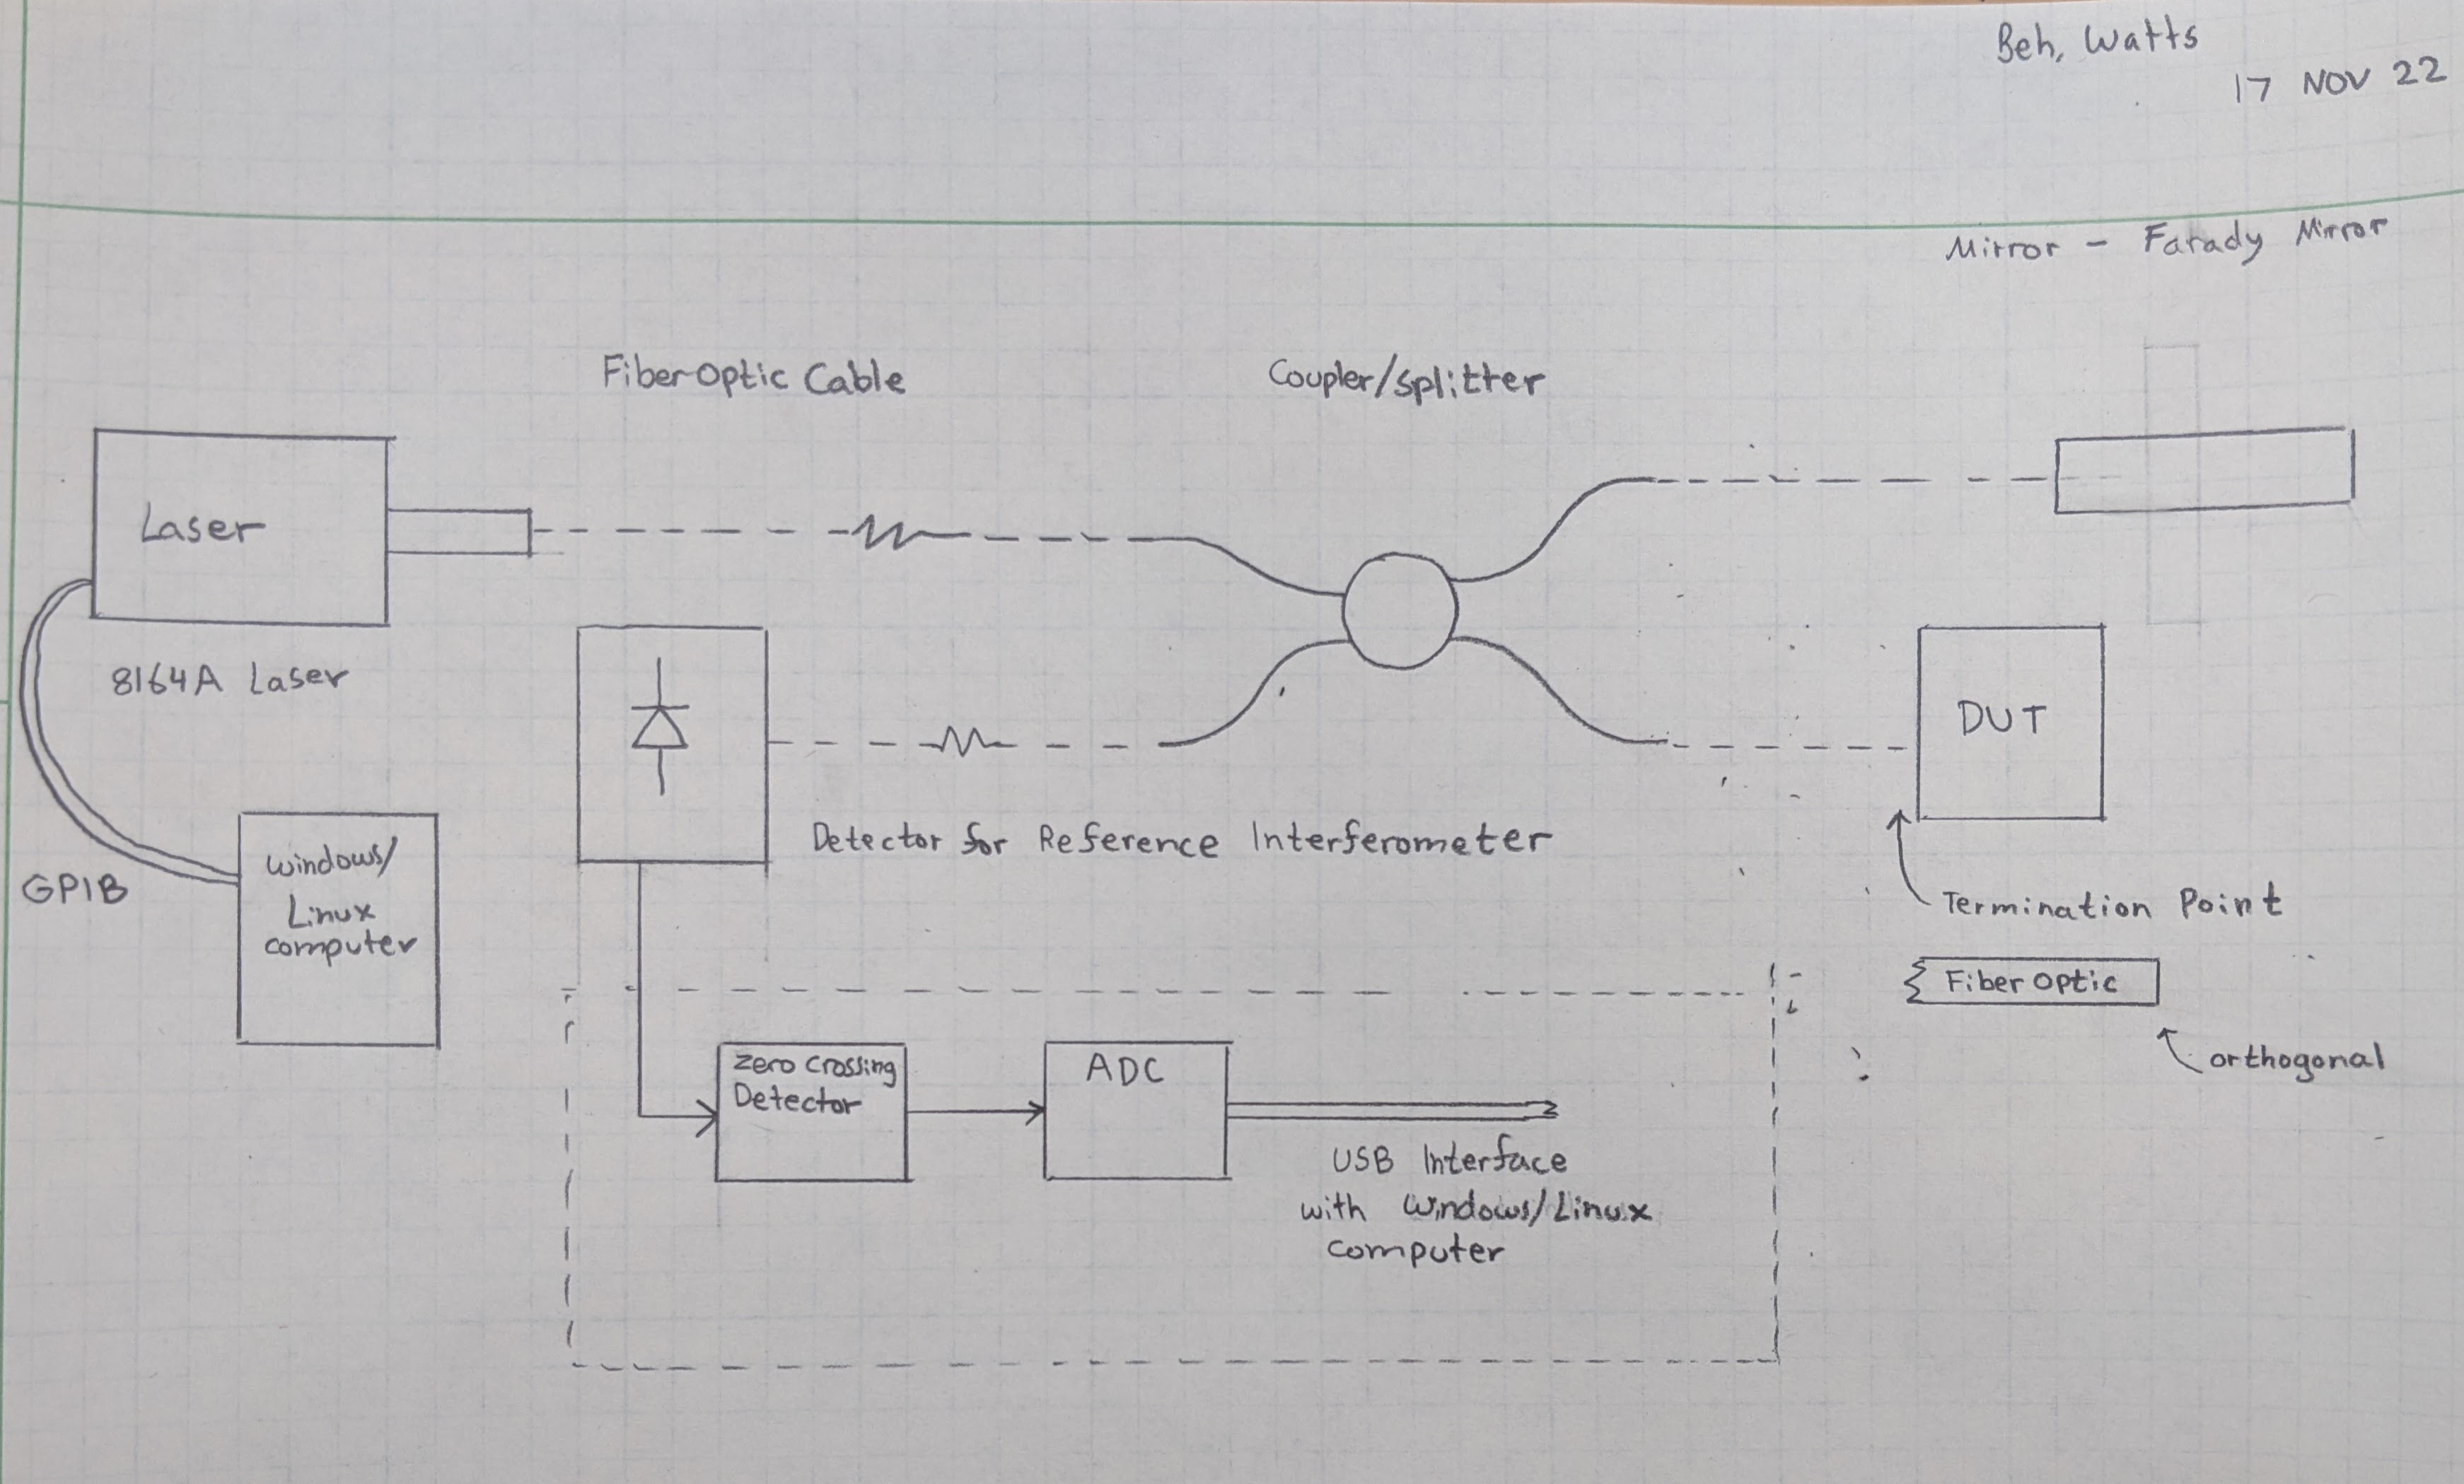 Beh, Watts
17 NOV 22
Mirror - Farady Mirror
Fiber Optic Cable
Coupler/Splitter
Laser
8164A Laser
DUT
GPIB
Windows/
Linux
computer
Detector for Reference Interferometer
Termination Point
Fiber Optic
orthogonal
Zero Crossing
Detector
ADC
USB Interface
with Windows/Linux
computer